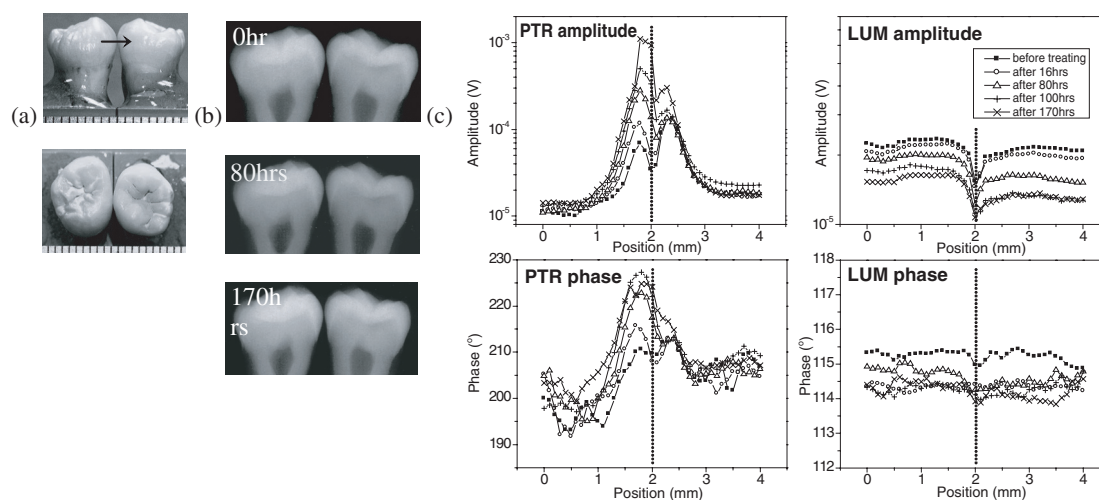 (a)
(b)
0hr
80hrs
170h
rs
(c)
PTR amplitude
Amplitude (V)
10-3
10-4
10-5
0 1 2 3 4
Position (mm)
LUM amplitude
before treating
after 16hrs
after 80hrs
after 100hrs
after 170hrs
Amplitude (V)
10-5
0 1 2 3 4
Position (mm)
PTR phase
Phase (°)
230
220
210
200
190
0 1 2 3 4
Position (mm)
LUM phase
Phase (°)
118
117
116
115
114
113
112
0 1 2 3 4
Position (mm)